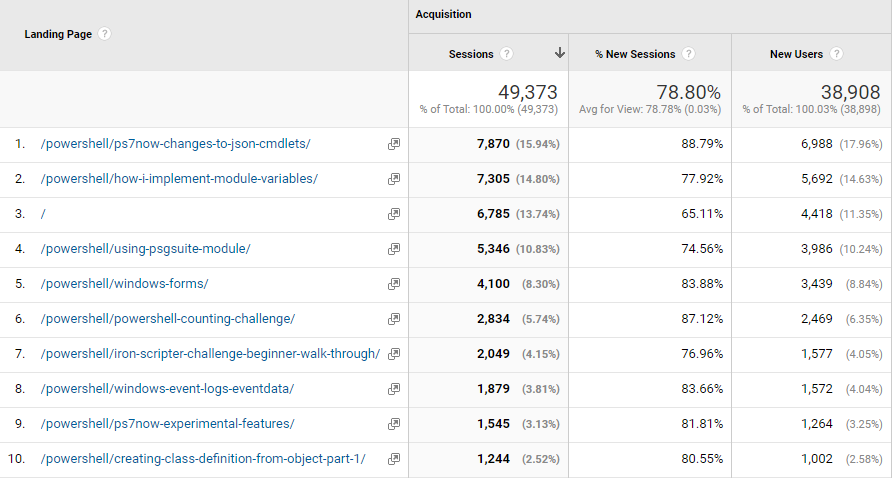 Landing Page ?
Acquisition
Sessions ? % New Sessions ? New Users ?
49,373 78.80% 38,908
% of Total: 100.00% (49,373) Avg for View: 78.78% (0.03%) % of Total: 100.03% (38,898)
1. /powershell/ps7now-changes-to-json-cmdlets/ 7,870 (15.94%) 88.79% 6,988 (17.96%)
2. /powershell/how-i-implement-module-variables/ 7,305 (14.80%) 77.92% 5,692 (14.63%)
3. / 6,785 (13.74%) 65.11% 4,418 (11.35%)
4. /powershell/using-psgsuite-module/ 5,346 (10.83%) 74.56% 3,986 (10.24%)
5. /powershell/windows-forms/ 4,100 (8.30%) 83.88% 3,439 (8.84%)
6. /powershell/powershell-counting-challenge/ 2,834 (5.74%) 87.12% 2,469 (6.35%)
7. /powershell/iron-scripter-challenge-beginner-walk-through/ 2,049 (4.15%) 76.96% 1,577 (4.05%)
8. /powershell/windows-event-logs-eventdata/ 1,879 (3.81%) 83.66% 1,572 (4.04%)
9. /powershell/ps7now-experimental-features/ 1,545 (3.13%) 81.81% 1,264 (3.25%)
10. /powershell/creating-class-definition-from-object-part-1/ 1,244 (2.52%) 80.55% 1,002 (2.58%)